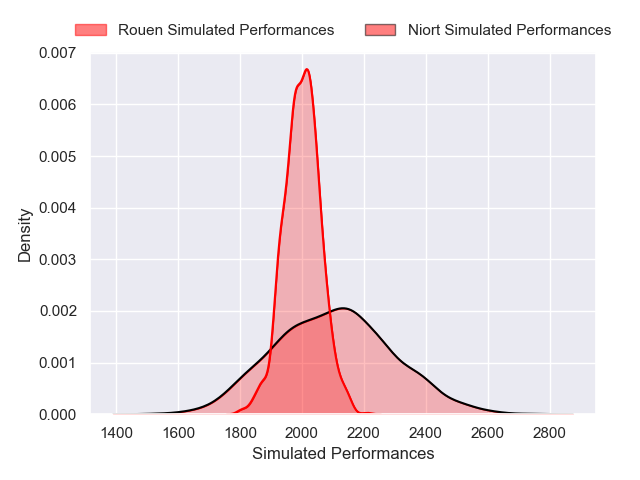 Rouen Simulated Performances
Niort Simulated Performances
0.007
0.006
0.005
0.004
0.003
0.002
0.001
0.000
Density
1400 1600 1800 2000 2200 2400 2600 2800
Simulated Performances